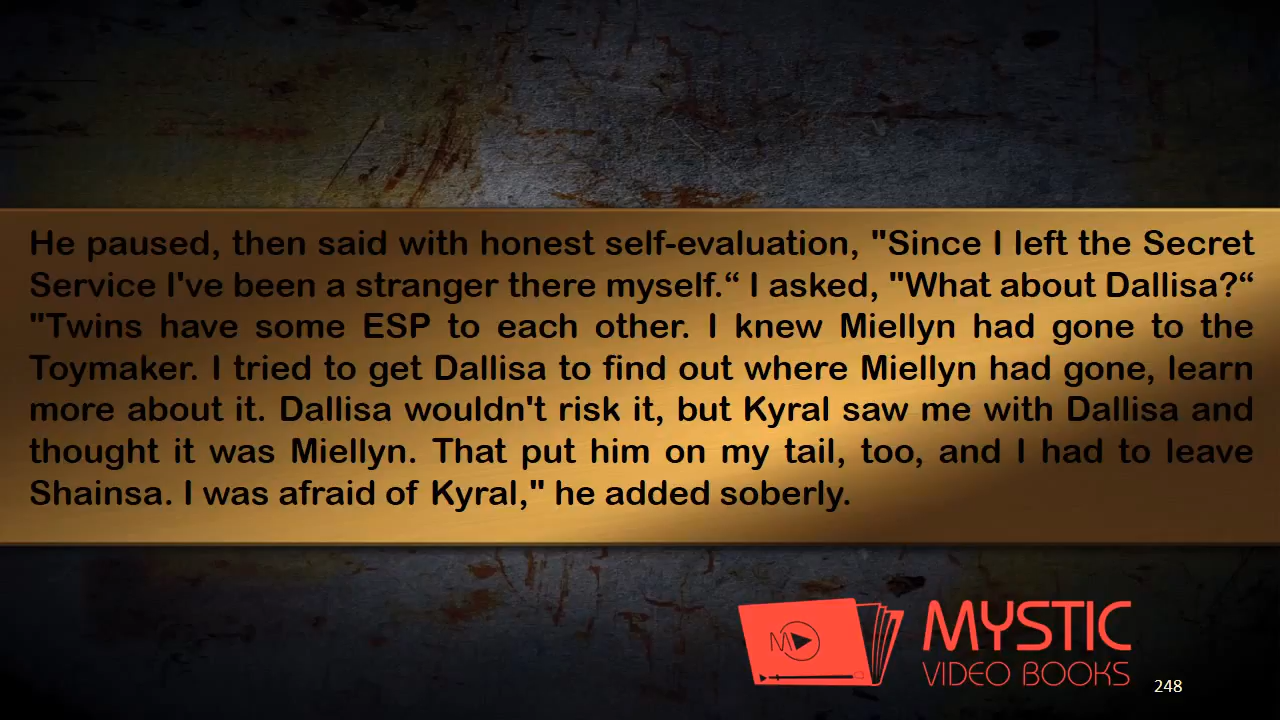 He paused, then said with honest self-evaluation, "Since I left the Secret
Service I've been a stranger there myself.“ I asked, "What about Dallisa?“
"Twins have some ESP to each other. I knew Miellyn had gone to the
Toymaker. I tried to get Dallisa to find out where Miellyn had gone, learn
more about it. Dallisa wouldn't risk it, but Kyral saw me with Dallisa and
thought it was Miellyn. That put him on my tail, too, and I had to leave
Shainsa. I was afraid of Kyral," he added soberly.
M
MYSTIC
VIDEO BOOKS
248